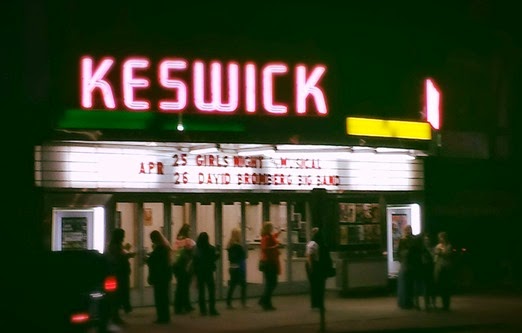 KESWICK
APR 25 GIRLS NIGHT MUSICAL
26 DAVID BROMBERG BIG BAND